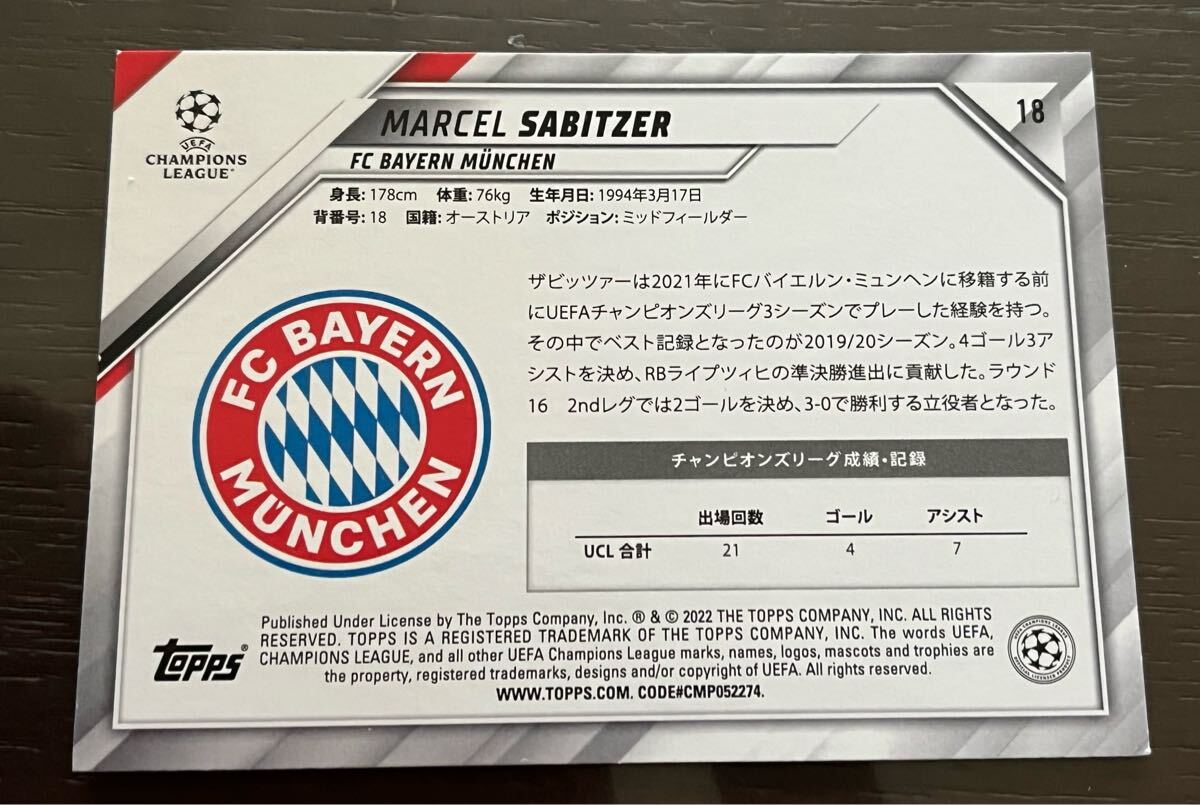 UEFA
CHAMPIONS
LEAGUE®
MARCEL SABITZER
18
FC BAYERN MÜNCHEN
身長: 178cm 体重: 76kg 生年月日: 1994年3月17日
背番号: 18 国籍: オーストリア ポジション: ミッドフィールダー
ザビッツァーは2021年にFCバイエルン・ミュンヘンに移籍する前
にUEFAチャンピオンズリーグ3シーズンでプレーした経験を持つ。
その中でベスト記録となったのが2019/20シーズン。4ゴール3ア
シストを決め、RBライプツィヒの準決勝進出に貢献した。ラウンド
16 2ndレグでは2ゴールを決め、3-0で勝利する立役者となった。
FC BAYERN
MÜNCHEN
チャンピオンズリーグ成績・記録
出場回数 ゴール アシスト
UCL 合計 21 4 7
Published Under License by The Topps Company, Inc. ® & © 2022 THE TOPPS COMPANY, INC. ALL RIGHTS
RESERVED. TOPPS IS A REGISTERED TRADEMARK OF THE TOPPS COMPANY, INC. The words UEFA,
CHAMPIONS LEAGUE, and all other UEFA Champions League marks, names, logos, mascots and trophies are
the property, registered trademarks, designs and/or copyright of UEFA. All rights reserved.
WWW.TOPPS.COM. CODE#CMP052274.
topps®